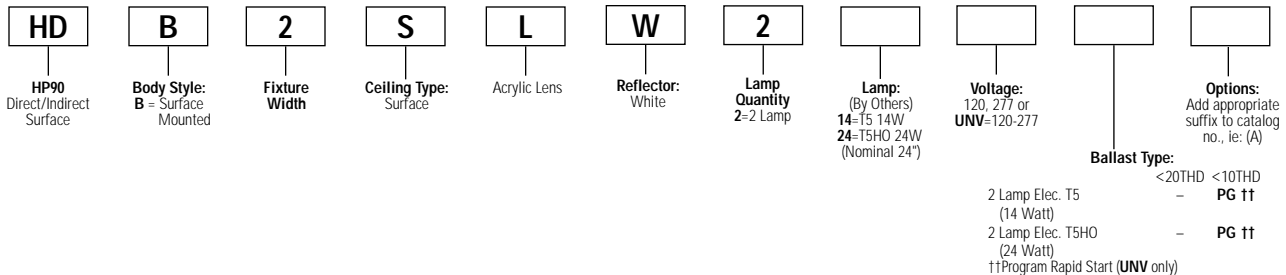 HD B 2 S L W 2
HP90
Direct/Indirect
Surface
Body Style:
B = Surface
Mounted
Fixture
Width
Ceiling Type:
Surface
Acrylic Lens
Reflector:
White
Lamp
Quantity
2=2 Lamp
Lamp:
(By Others)
14=T5 14W
24=T5HO 24W
(Nominal 24")
Voltage:
120, 277 or
UNV=120-277
Ballast Type:
<20THD <10THD
2 Lamp Elec. T5 – PG ††
(14 Watt)
2 Lamp Elec. T5HO – PG ††
(24 Watt)
††Program Rapid Start (UNV only)
Options:
Add appropriate
suffix to catalog
no., ie: (A)